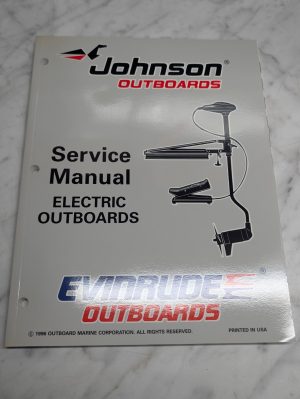 Johnson®
OUTBOARDS
Service
Manual
ELECTRIC
OUTBOARDS
EVINRUDE®
OUTBOARDS
© 1996 OUTBOARD MARINE CORPORATION. ALL RIGHTS RESERVED. PRINTED IN USA